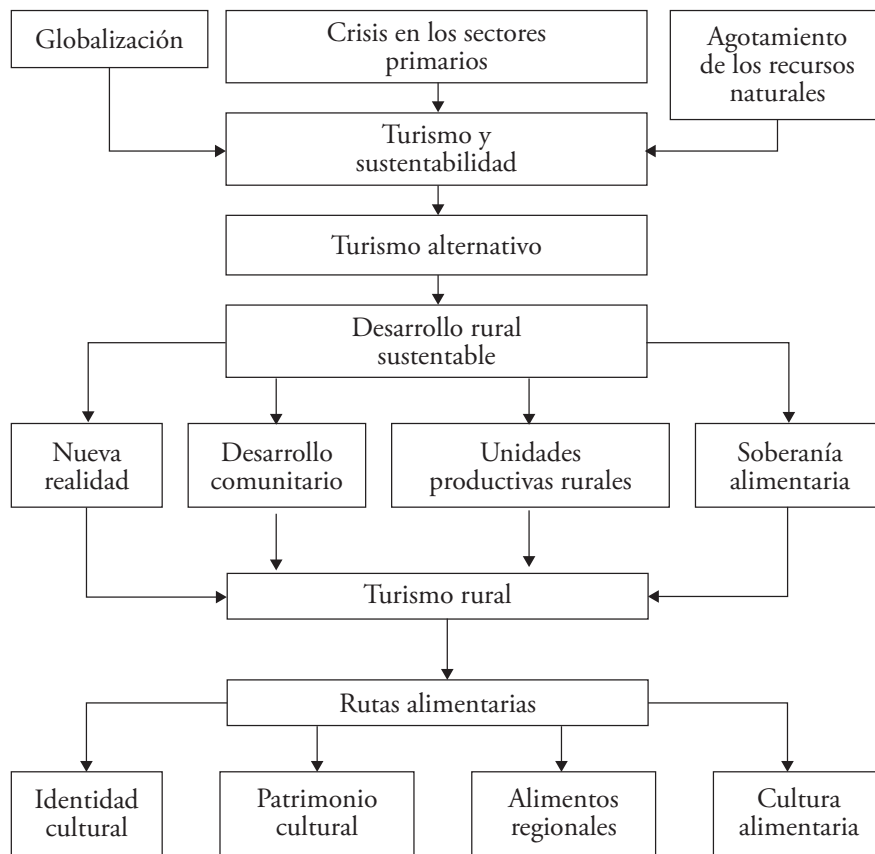 Globalización
Crisis en los sectores
primarios
Agotamiento
de los recursos
naturales
Turismo y
sustentabilidad
Turismo alternativo
Desarrollo rural
sustentable
Nueva
realidad
Desarrollo
comunitario
Unidades
productivas rurales
Soberanía
alimentaria
Turismo rural
Rutas alimentarias
Identidad
cultural
Patrimonio
cultural
Alimentos
regionales
Cultura
alimentaria